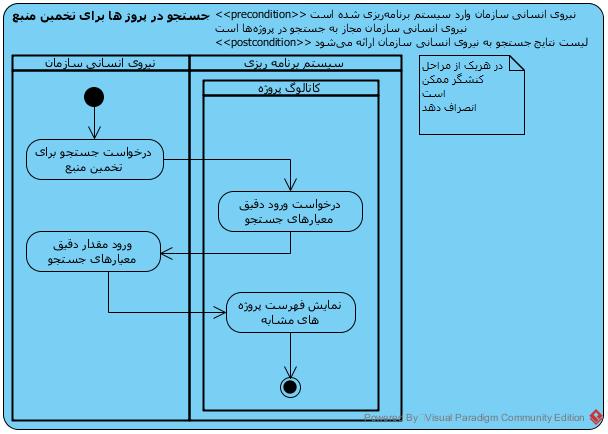 جستجو در پروژ ها برای تخمین منبع
<<precondition>> نیروی انسانی سازمان وارد سیستم برنامه‌ریزی شده است
نیروی انسانی سازمان مجاز به جستجو در پروژه‌ها است
<<postcondition>> لیست نتایج جستجو به نیروی انسانی سازمان ارائه می‌شود
نیروی انسانی سازمان
سیستم برنامه ریزی
کاتالوگ پروژه
در هریک از مراحل
کنشگر ممکن
است
انصراف دهد
درخواست جستجو برای
تخمین منبع
درخواست ورود دقیق
معیارهای جستجو
ورود مقدار دقیق
معیارهای جستجو
نمایش فهرست پروژه
های مشابه
Powered By Visual Paradigm Community Edition